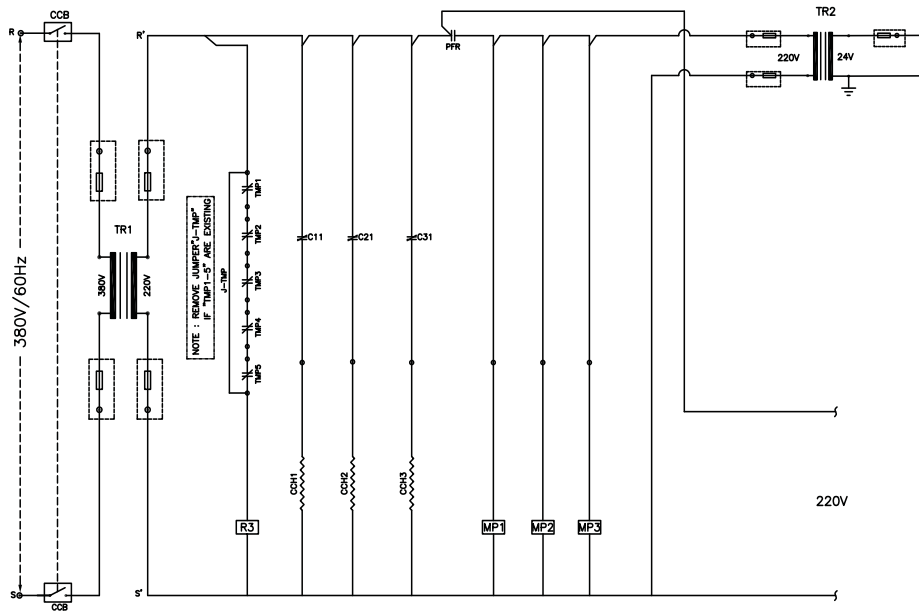 CCB
TR2
R
R'
PFR
220V
24V
TMP1
TMP2
TMP3
TMP4
TMP5
J-TMP
NOTE : REMOVE JUMPER"J-TMP"
IF "TMP1-5" ARE EXISTING
C11
C21
C31
TR1
380V
220V
380V/60Hz
CCH1
CCH2
CCH3
R3
MP1
MP2
MP3
220V
S
S'
CCB